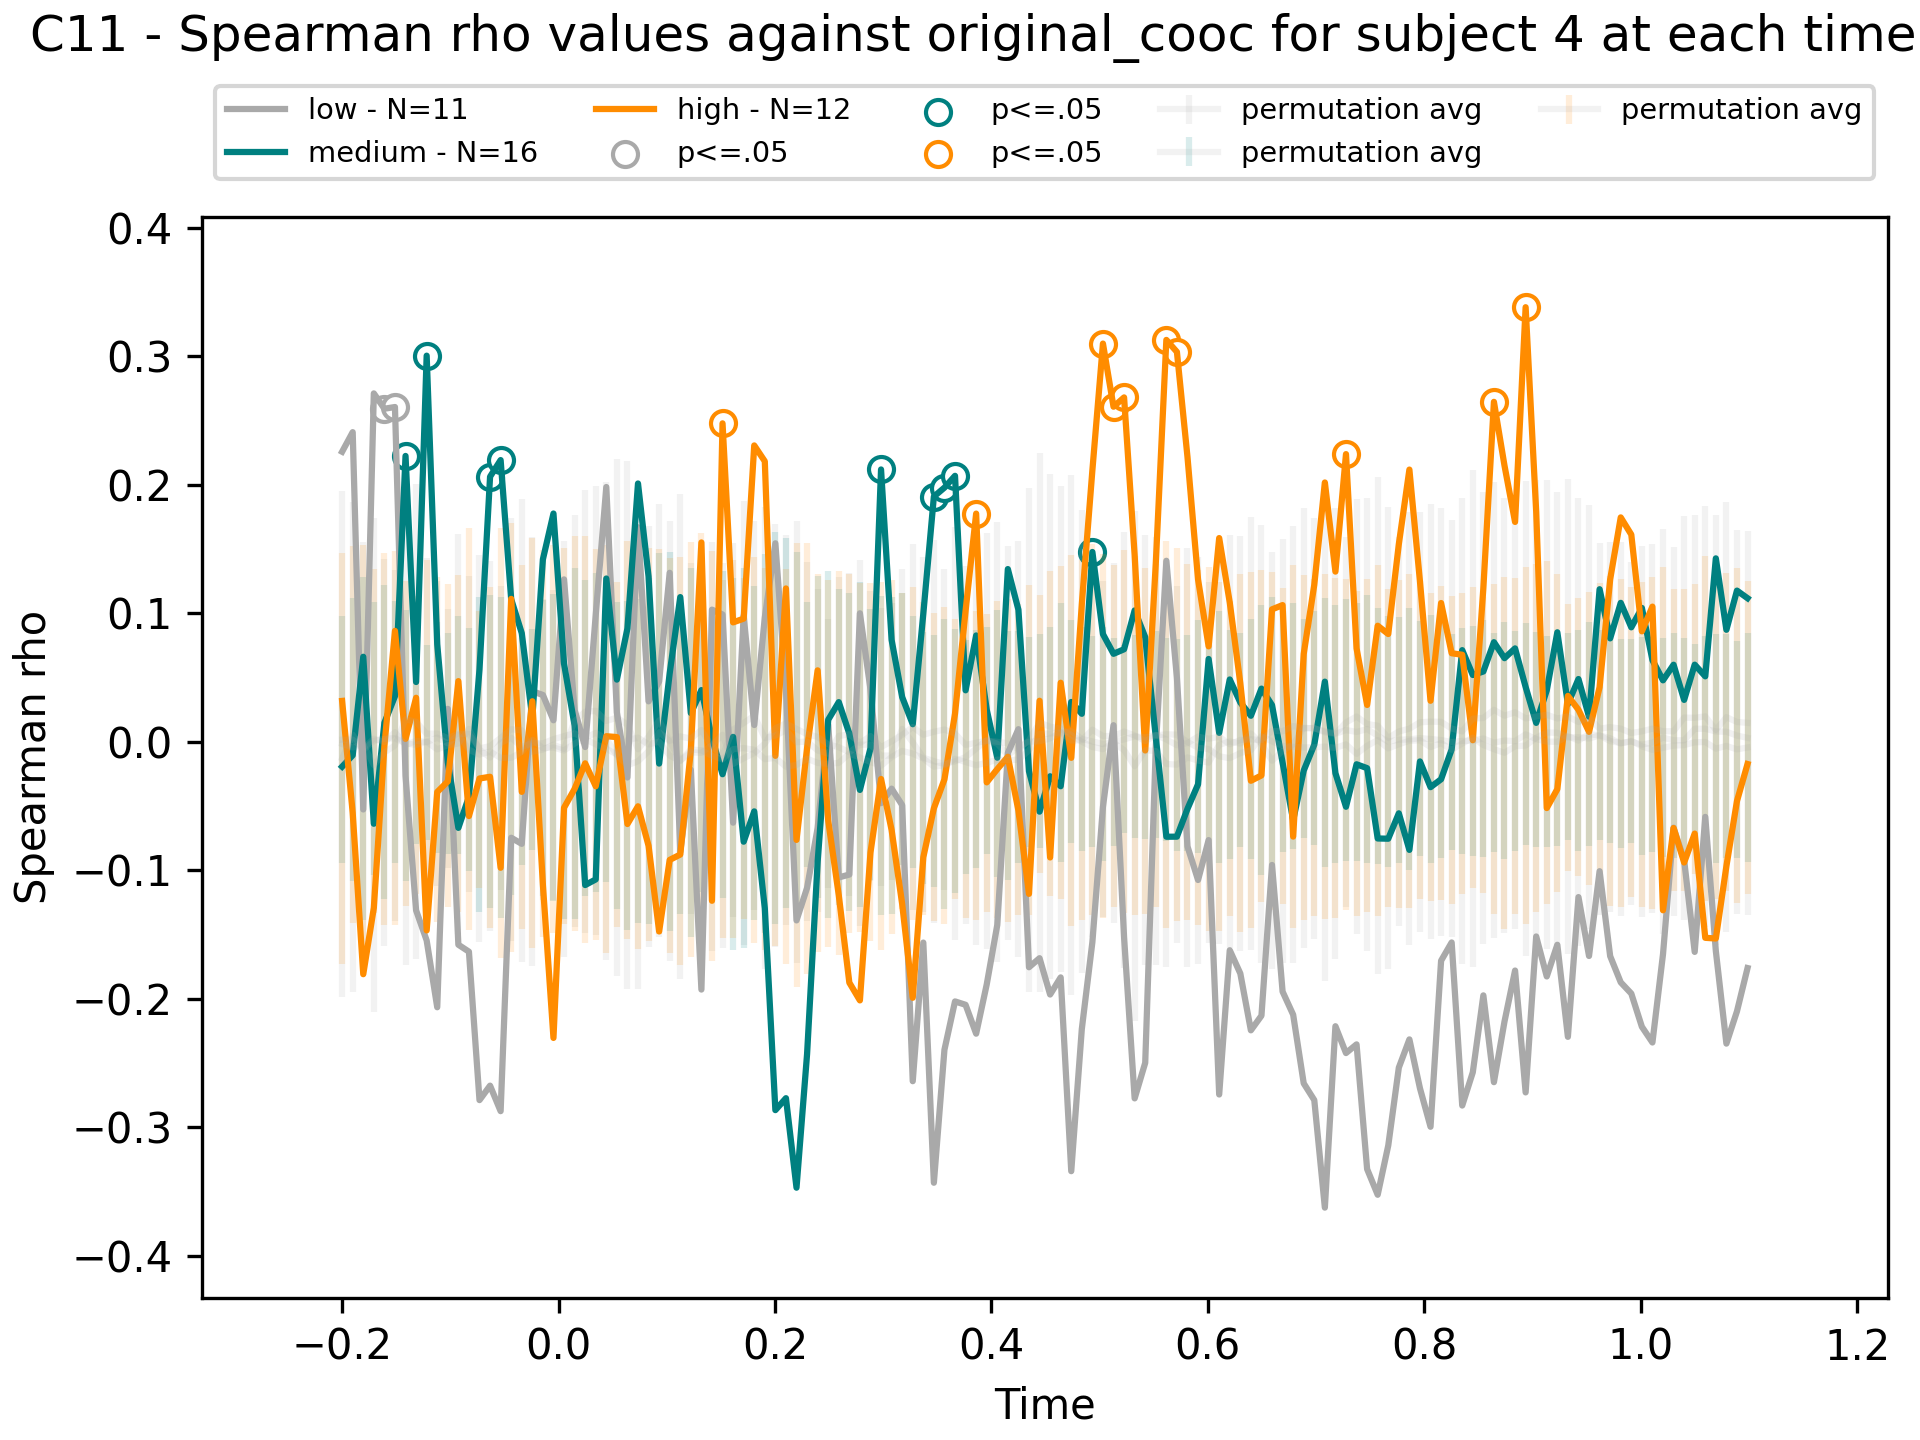 C11 - Spearman rho values against original_cooc for subject 4 at each time
low - N=11
medium - N=16
high - N=12
p<=.05
p<=.05
p<=.05
permutation avg
permutation avg
permutation avg
0.4
0.3
0.2
0.1
0.0
−0.1
−0.2
−0.3
−0.4
Spearman rho
−0.2 0.0 0.2 0.4 0.6 0.8 1.0 1.2
Time